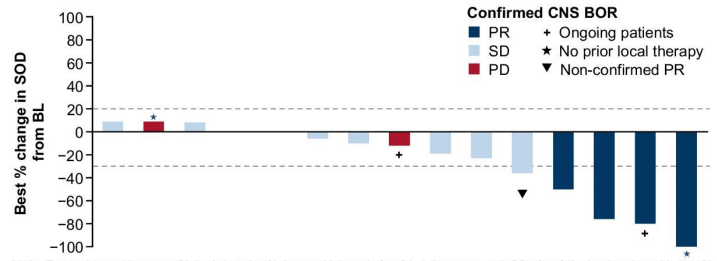 Confirmed CNS BOR
PR
SD
PD
+ Ongoing patients
★ No prior local therapy
▼ Non-confirmed PR
Best % change in SOD
from BL
100
80
60
40
20
0
−20
−40
−60
−80
−100